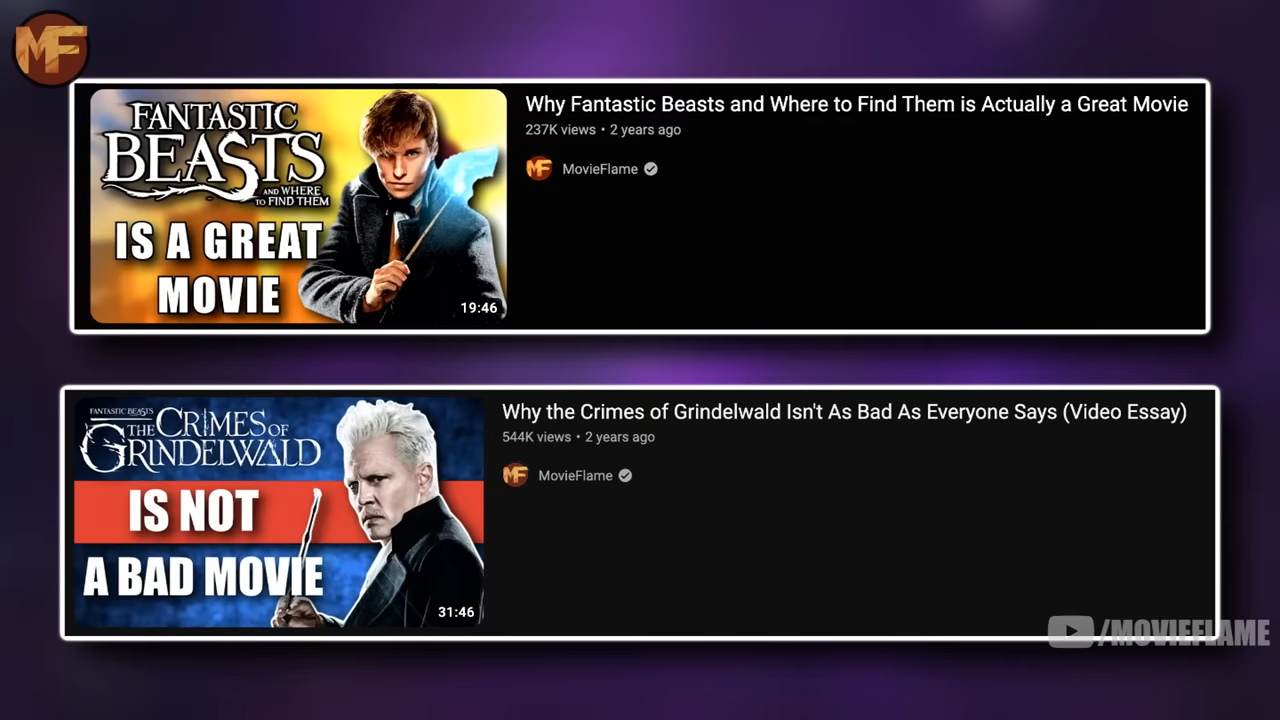 MF
FANTASTIC
BEASTS
AND WHERE
TO FIND THEM
IS A GREAT
MOVIE
19:46
Why Fantastic Beasts and Where to Find Them is Actually a Great Movie
237K views • 2 years ago
MF MovieFlame
FANTASTIC BEASTS
THE CRIMES OF
GRINDELWALD
IS NOT
A BAD MOVIE
31:46
Why the Crimes of Grindelwald Isn't As Bad As Everyone Says (Video Essay)
544K views • 2 years ago
MF MovieFlame
/MOVIEFLAME